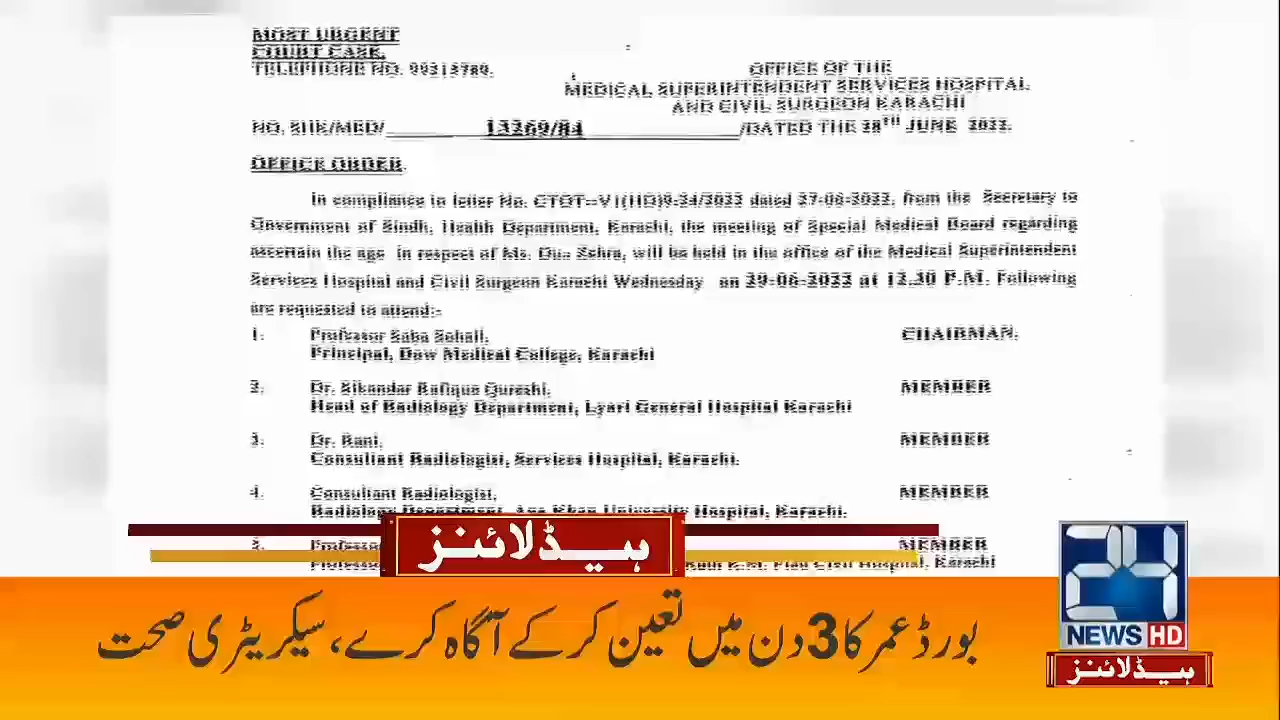 MOST URGENT
COURT CASE.
TELEPHONE NO. 99215789.
OFFICE OF THE
MEDICAL SUPERINTENDENT SERVICES HOSPITAL
AND CIVIL SURGEON KARACHI
NO. SHK/MED/ 13269/84 /DATED THE 28TH JUNE 2022.
OFFICE ORDER.
In compliance to letter No. dated 27-06-2022, from the Secretary to
Government of Sindh, Health Department, Karachi, the meeting of Special Medical Board regarding
ascertain the age in respect of Ms. Dua Zehra, will be held in the office of the Medical Superintendent
Services Hospital and Civil Surgeon Karachi Wednesday on 29-06-2022 at 12.30 P.M. Following
are requested to attend:-
1. Professor Saba Sohail, CHAIRMAN.
Principal, Dow Medical College, Karachi
2. Dr. Sikandar Rafique Qureshi, MEMBER
Head of Radiology Department, Lyari General Hospital Karachi
3. Dr. Rani, MEMBER
Consultant Radiologist, Services Hospital, Karachi.
4. Consultant Radiologist, MEMBER
Radiology Department, Aga Khan University Hospital, Karachi.
5. MEMBER
Civil Hospital, Karachi
ہیڈلائنز
بورڈ عمر کا 3 دن میں تعین کر کے آگاہ کرے، سیکریٹری صحت
24
NEWS HD
ہیڈلائنز